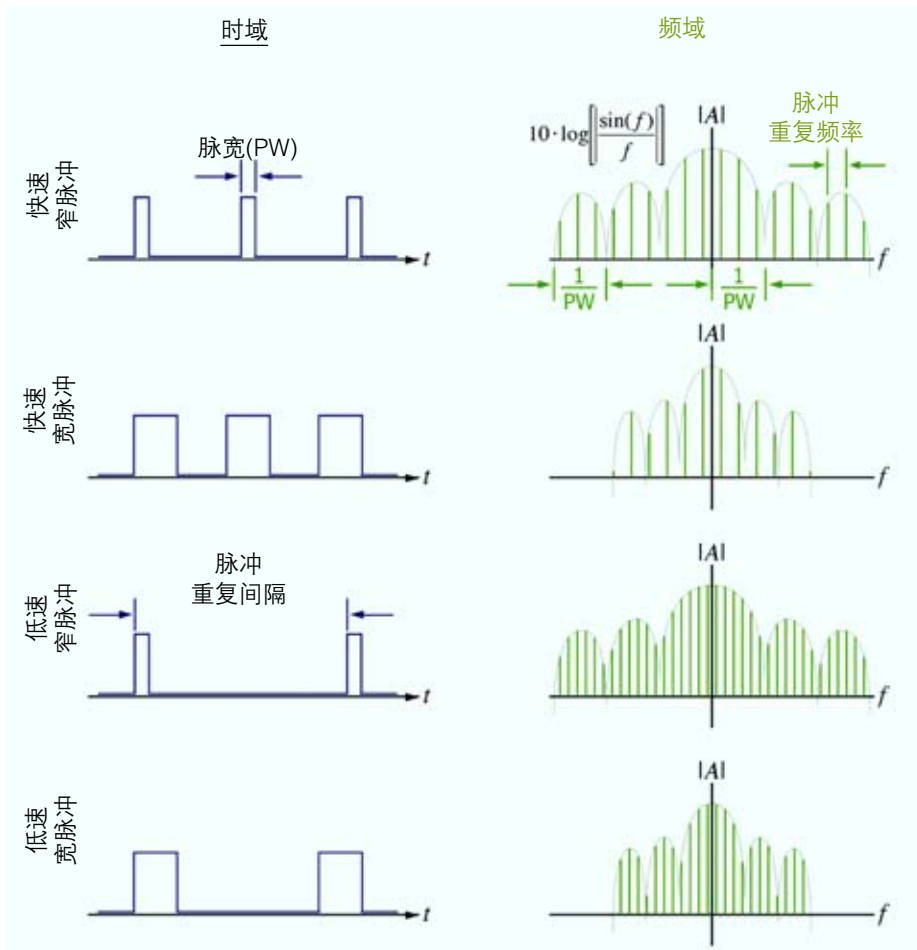 时域
频域
脉宽(PW)
快速
窄脉冲
t
10·log[|sin(f)/f|]
|A|
脉冲
重复频率
f
1/PW
1/PW
快速
宽脉冲
t
|A|
f
脉冲
重复间隔
低速
窄脉冲
t
|A|
f
低速
宽脉冲
t
|A|
f